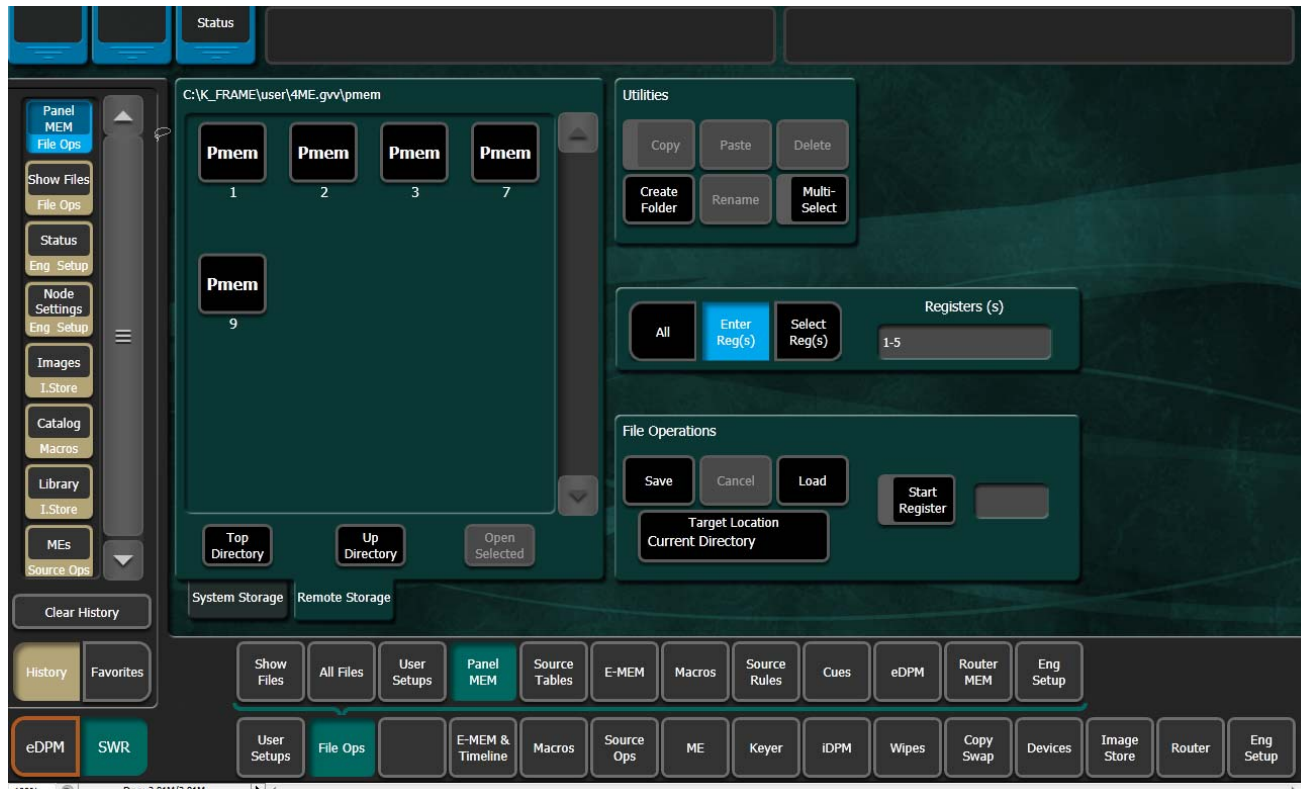 Status
Panel MEM
File Ops
Show Files
File Ops
Status
Eng Setup
Node Settings
Eng Setup
Images
I.Store
Catalog
Macros
Library
I.Store
MEs
Source Ops
Clear History
History
Favorites
eDPM
SWR
C:\K_FRAME\user\4ME.gvv\pmem
Pmem
1
Pmem
2
Pmem
3
Pmem
7
Pmem
9
Top Directory
Up Directory
Open Selected
System Storage
Remote Storage
Utilities
Copy
Paste
Delete
Create Folder
Rename
Multi-Select
All
Enter Reg(s)
Select Reg(s)
Registers (s)
1-5
File Operations
Save
Cancel
Load
Target Location
Current Directory
Start Register
Show Files
All Files
User Setups
Panel MEM
Source Tables
E-MEM
Macros
Source Rules
Cues
eDPM
Router MEM
Eng Setup
User Setups
File Ops
E-MEM & Timeline
Macros
Source Ops
ME
Keyer
iDPM
Wipes
Copy Swap
Devices
Image Store
Router
Eng Setup